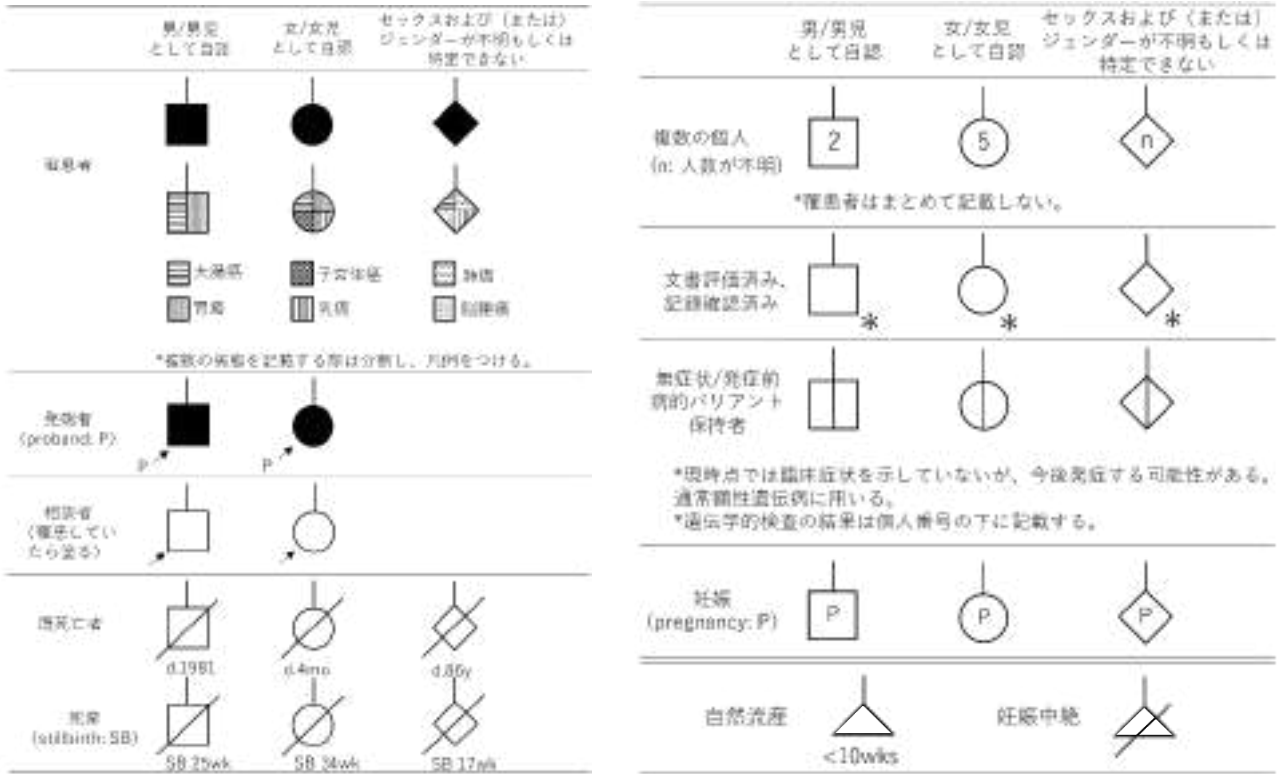 男/男児
として自認
女/女児
として自認
セックスおよび（または）
ジェンダーが不明もしくは
特定できない
罹患者
大腸癌
子宮体癌
胃癌
乳癌
*複数の病態を記載する際は分割し、凡例をつける。
発端者
(proband: P)
P
P
相談者
（罹患してい
たら塗る）
既死亡者
d.1981
d.4mo
d.86y
死産
(stillbirth: SB)
SB 25wk
SB 34wk
SB 17wk
男/男児
として自認
女/女児
として自認
セックスおよび（または）
ジェンダーが不明もしくは
特定できない
複数の個人
(n: 人数が不明)
2
5
n
*罹患者はまとめて記載しない。
文書評価済み、
記録確認済み
*
*
*
無症状/発症前
病的バリアント
保持者
*現時点では臨床症状を示していないが、今後発症する可能性がある。
通常顕性遺伝病に用いる。
*遺伝学的検査の結果は個人番号の下に記載する。
妊娠
(pregnancy: P)
P
P
P
自然流産
<10wks
妊娠中絶